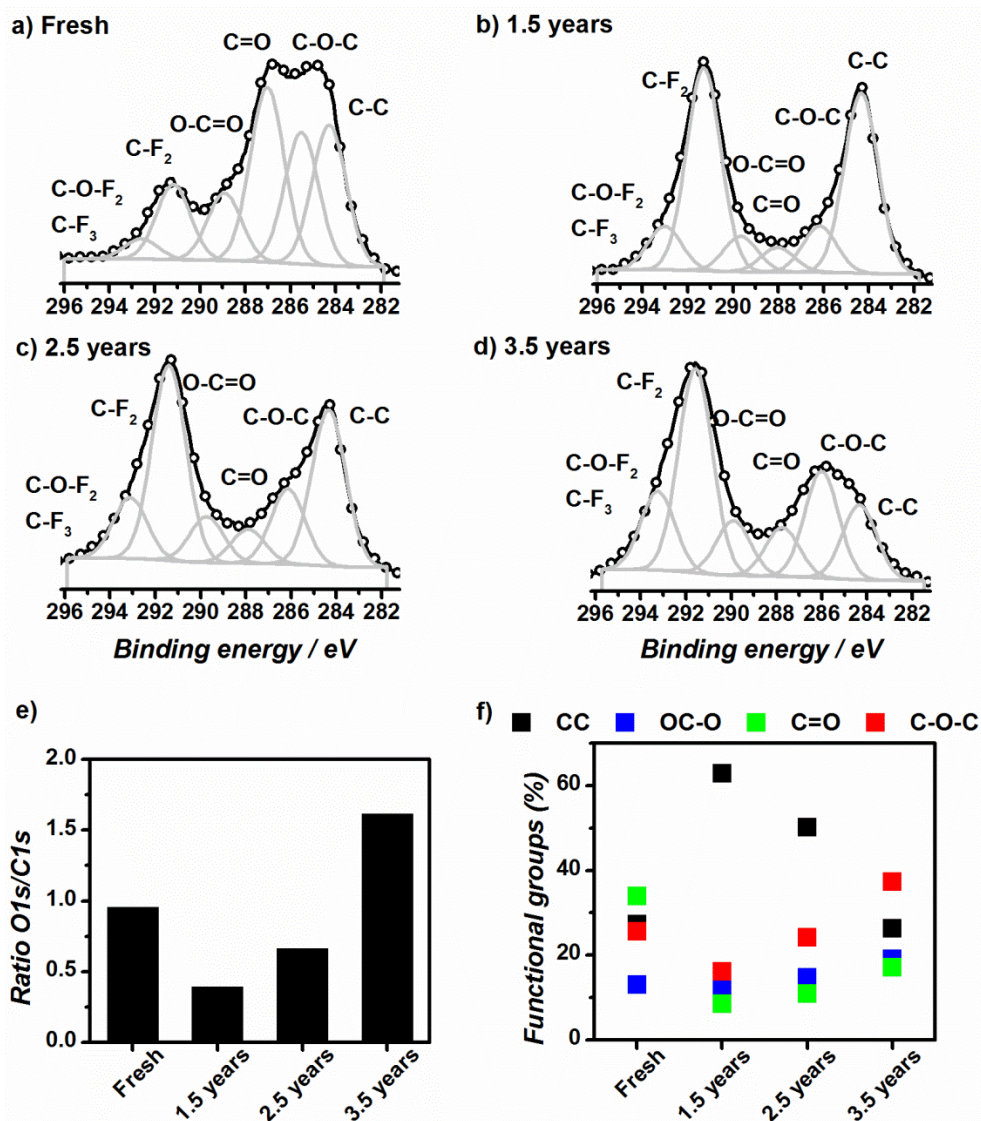 a) Fresh
C=O
C-O-C
C-C
O-C=O
C-F2
C-O-F2
C-F3
296 294 292 290 288 286 284 282
b) 1.5 years
C-F2
C-C
C-O-C
O-C=O
C=O
C-O-F2
C-F3
296 294 292 290 288 286 284 282
c) 2.5 years
O-C=O
C-F2
C-O-C
C-C
C=O
C-O-F2
C-F3
296 294 292 290 288 286 284 282
Binding energy / eV
d) 3.5 years
C-F2
O-C=O
C-O-C
C=O
C-O-F2
C-F3
C-C
296 294 292 290 288 286 284 282
Binding energy / eV
e)
Ratio O1s/C1s
2.0
1.5
1.0
0.5
0.0
Fresh
1.5 years
2.5 years
3.5 years
f)
CC OC-O C=O C-O-C
Functional groups (%)
60
40
20
0
Fresh
1.5 years
2.5 years
3.5 years